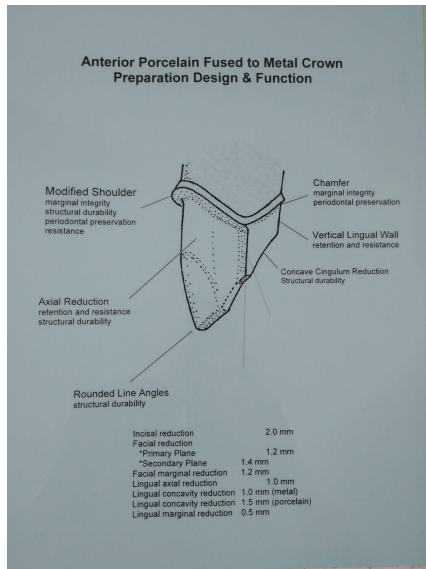 Anterior Porcelain Fused to Metal Crown
Preparation Design & Function
Modified Shoulder
marginal integrity
structural durability
periodontal preservation
resistance
Chamfer
marginal integrity
periodontal preservation
Vertical Lingual Wall
retention and resistance
Concave Cingulum Reduction
Structural durability
Axial Reduction
retention and resistance
structural durability
Rounded Line Angles
structural durability
Incisal reduction 2.0 mm
Facial reduction
*Primary Plane 1.2 mm
*Secondary Plane 1.4 mm
Facial marginal reduction 1.2 mm
Lingual axial reduction 1.0 mm
Lingual concavity reduction 1.0 mm (metal)
Lingual concavity reduction 1.5 mm (porcelain)
Lingual marginal reduction 0.5 mm